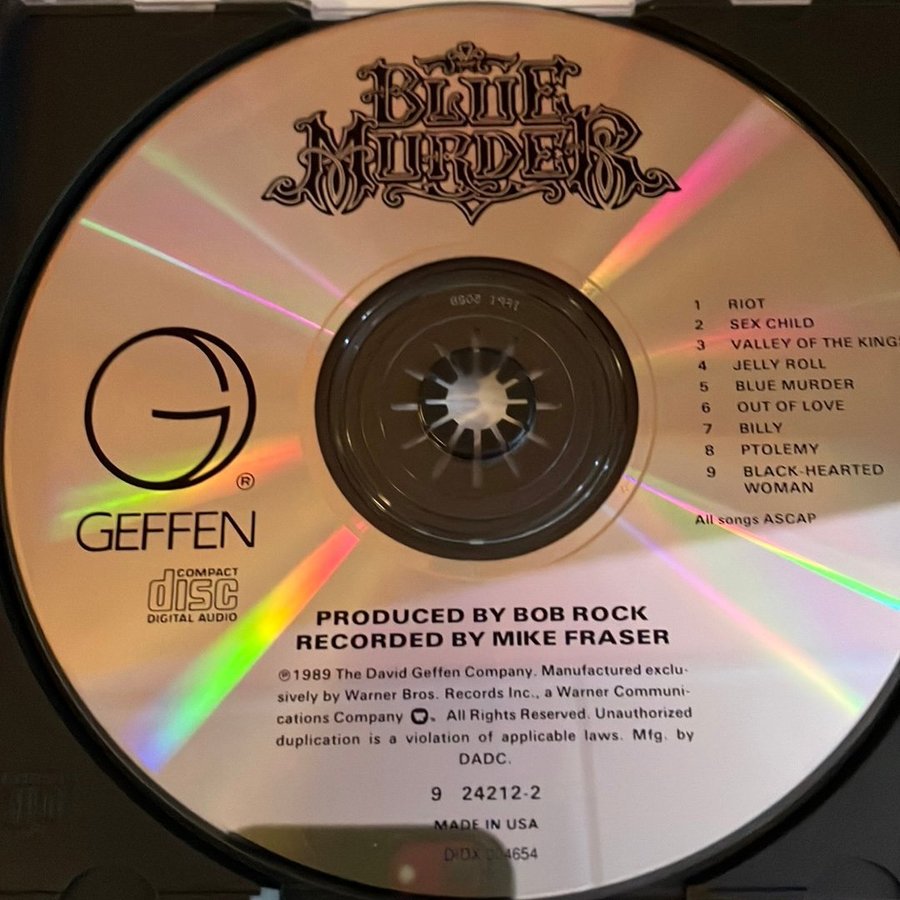 BLUE
MURDER
1 RIOT
2 SEX CHILD
3 VALLEY OF THE KINGS
4 JELLY ROLL
5 BLUE MURDER
6 OUT OF LOVE
7 BILLY
8 PTOLEMY
9 BLACK-HEARTED
WOMAN
All songs ASCAP
®
GEFFEN
COMPACT
disc
DIGITAL AUDIO
PRODUCED BY BOB ROCK
RECORDED BY MIKE FRASER
℗1989 The David Geffen Company. Manufactured exclu-
sively by Warner Bros. Records Inc., a Warner Communi-
cations Company . All Rights Reserved. Unauthorized
duplication is a violation of applicable laws. Mfg. by
DADC.
9 24212-2
MADE IN USA